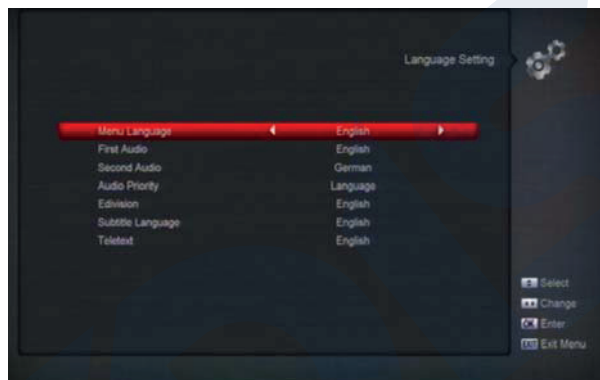 Language Setting
Menu Language English
First Audio English
Second Audio German
Audio Priority Language
Edivision English
Subtitle Language English
Teletext English
Select
Change
OK Enter
EXIT Exit Menu